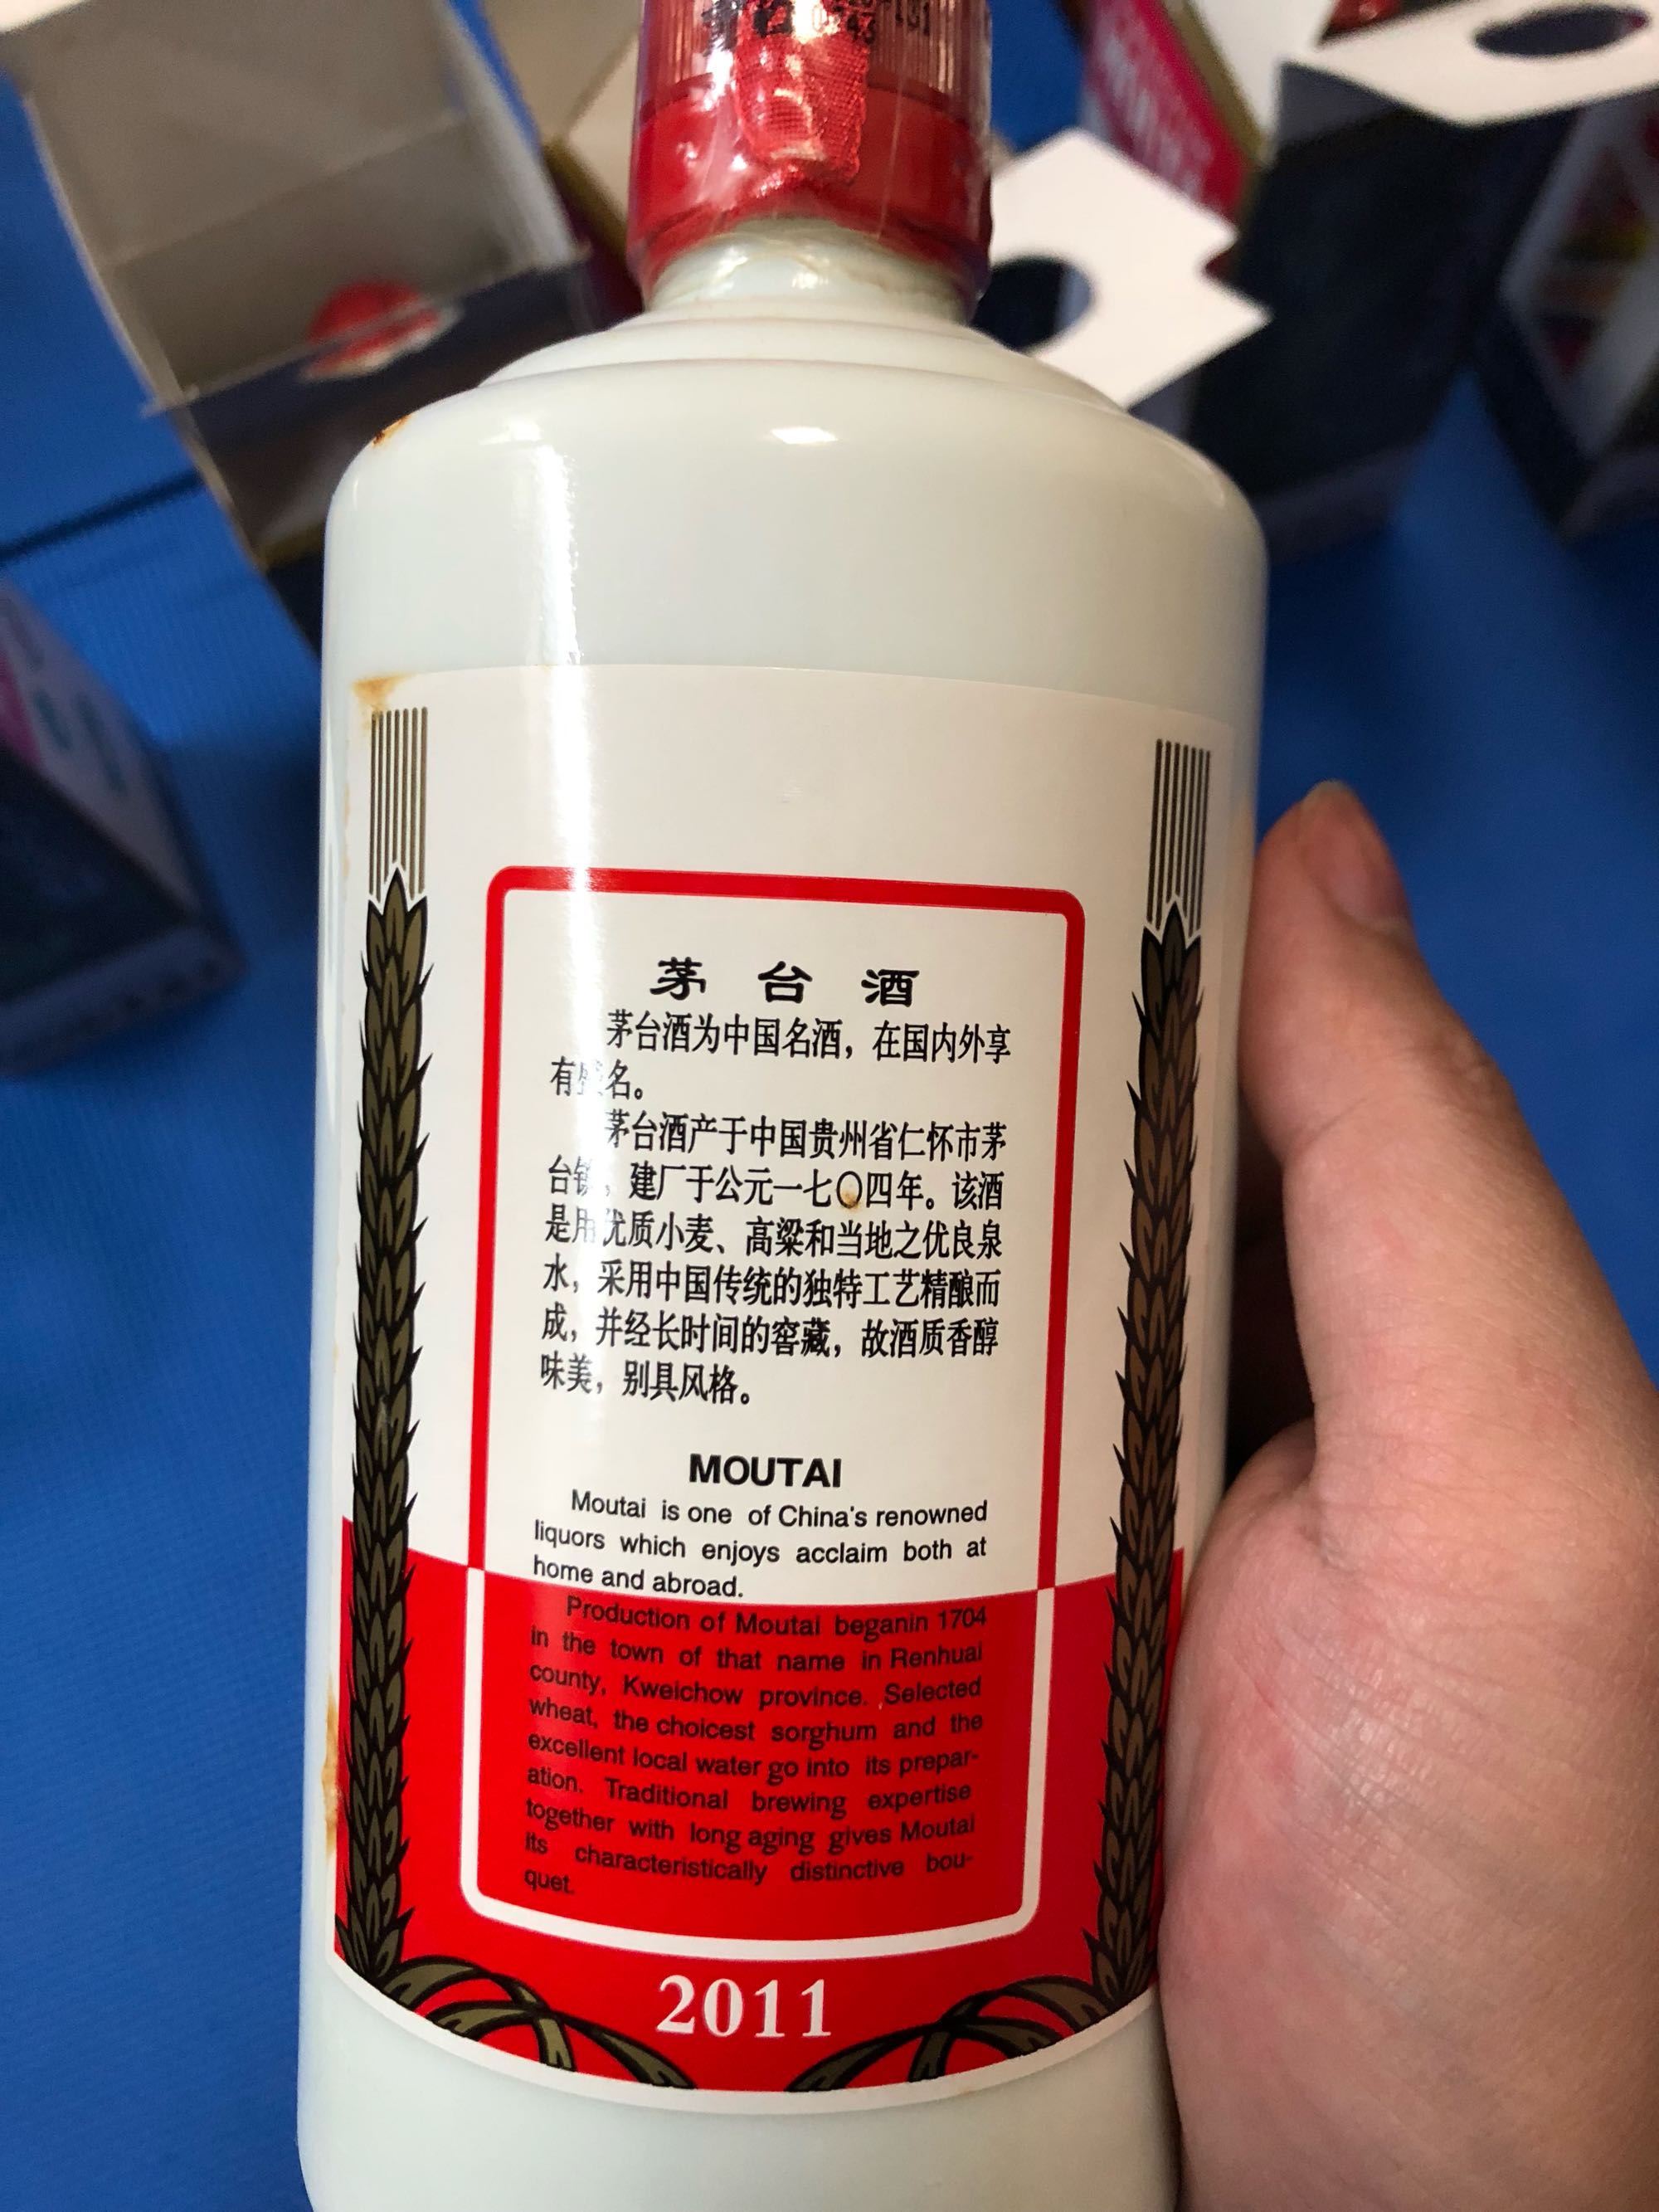 茅台酒
茅台酒为中国名酒，在国内外享
有盛名。
茅台酒产于中国贵州省仁怀市茅
台镇，建厂于公元一七〇四年。该酒
是用优质小麦、高粱和当地之优良泉
水，采用中国传统的独特工艺精酿而
成，并经长时间的窖藏，故酒质香醇
味美，别具风格。
MOUTAI
Moutai is one of China's renowned
liquors which enjoys acclaim both at
home and abroad.
Production of Moutai beganin 1704
in the town of that name in Renhuai
county, Kweichow province. Selected
wheat, the choicest sorghum and the
excellent local water go into its prepar-
ation. Traditional brewing expertise
together with long aging gives Moutai
its characteristically distinctive bou-
quet.
2011